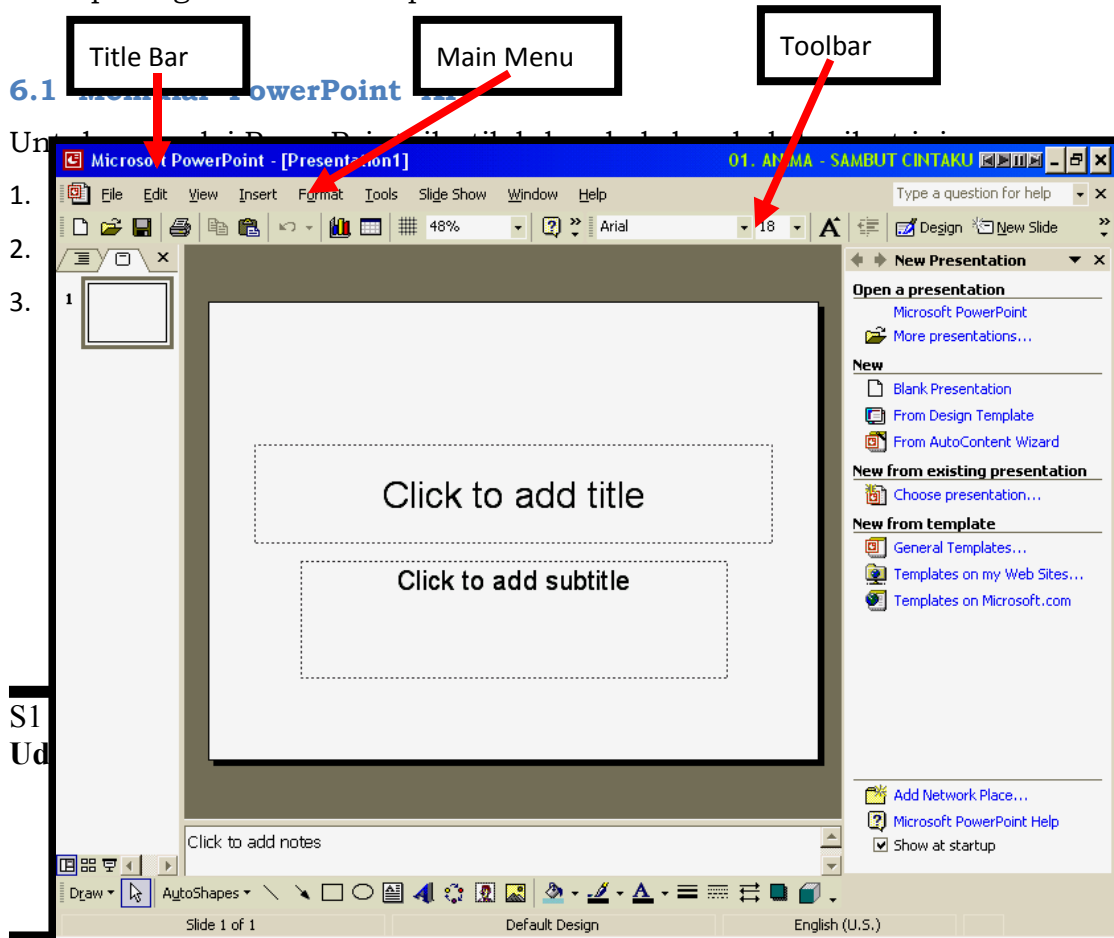 Title Bar
Main Menu
Toolbar
6.1 PowerPoint
1.
2.
3.
Microsoft PowerPoint - [Presentation1]
01. ANIMA - SAMBUT CINTAKU
File Edit View Insert Format Tools Slide Show Window Help
Type a question for help
48%
Arial
18
Design
New Slide
1
New Presentation
Open a presentation
Microsoft PowerPoint
More presentations...
New
Blank Presentation
From Design Template
From AutoContent Wizard
New from existing presentation
Choose presentation...
New from template
General Templates...
Templates on my Web Sites...
Templates on Microsoft.com
Click to add title
Click to add subtitle
S1
Ud
Add Network Place...
Microsoft PowerPoint Help
Show at startup
Click to add notes
Draw
AutoShapes
Slide 1 of 1
Default Design
English (U.S.)